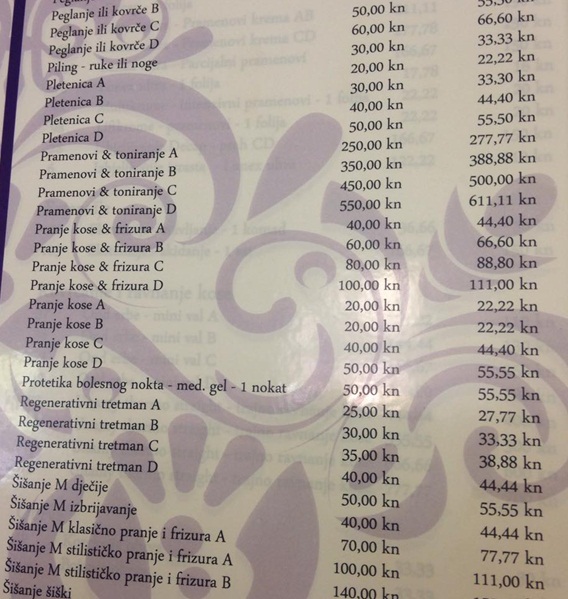 Peglanje ili kovrče B
Peglanje ili kovrče C 50,00 kn 55,50 kn
Peglanje ili kovrče D 60,00 kn 66,60 kn
Piling - ruke ili noge 30,00 kn 33,33 kn
Pletenica A 20,00 kn 22,22 kn
Pletenica B 30,00 kn 33,30 kn
Pletenica C 40,00 kn 44,40 kn
Pletenica D 50,00 kn 55,50 kn
Pramenovi & toniranje A 250,00 kn 277,77 kn
Pramenovi & toniranje B 350,00 kn 388,88 kn
Pramenovi & toniranje C 450,00 kn 500,00 kn
Pramenovi & toniranje D 550,00 kn 611,11 kn
Pranje kose & frizura A 40,00 kn 44,40 kn
Pranje kose & frizura B 60,00 kn 66,60 kn
Pranje kose & frizura C 80,00 kn 88,80 kn
Pranje kose & frizura D 100,00 kn 111,00 kn
Pranje kose A 20,00 kn 22,22 kn
Pranje kose B 20,00 kn 22,22 kn
Pranje kose C 40,00 kn 44,40 kn
Pranje kose D 50,00 kn 55,55 kn
Protetika bolesnog nokta - med. gel - 1 nokat 50,00 kn 55,55 kn
Regenerativni tretman A 25,00 kn 27,77 kn
Regenerativni tretman B 30,00 kn 33,33 kn
Regenerativni tretman C 35,00 kn 38,88 kn
Regenerativni tretman D 40,00 kn 44,44 kn
Šišanje M dječije 50,00 kn 55,55 kn
Šišanje M izbrijavanje 40,00 kn 44,44 kn
Šišanje M klasično pranje i frizura A 70,00 kn 77,77 kn
Šišanje M stilističko pranje i frizura A 100,00 kn 111,00 kn
Šišanje M stilističko pranje i frizura B 140,00 kn
Šišanje šiški